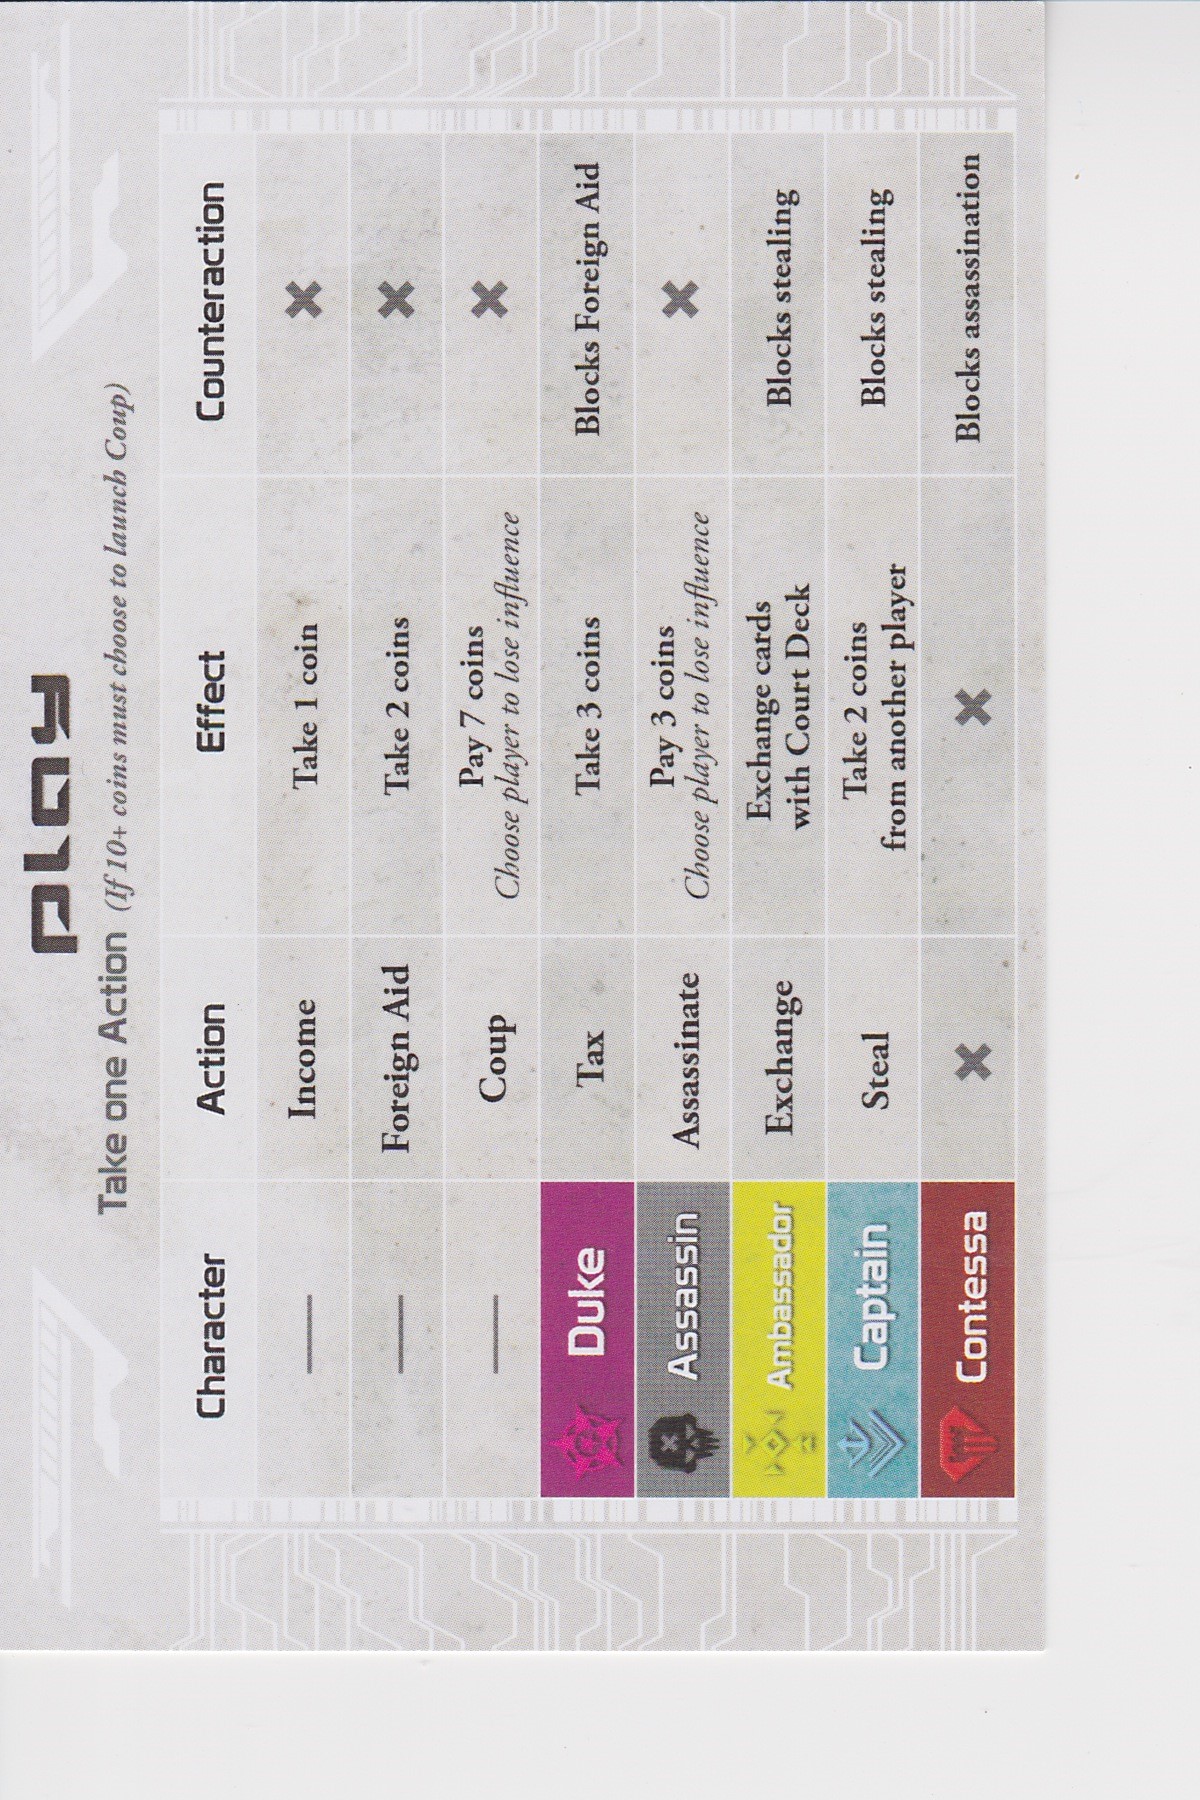 play
Take one Action (If 10+ coins must choose to launch Coup)
Character Action Effect Counteraction
— Income Take 1 coin ✖
— Foreign Aid Take 2 coins ✖
— Coup Pay 7 coins
Choose player to lose influence ✖
Duke Tax Take 3 coins Blocks Foreign Aid
Assassin Assassinate Pay 3 coins
Choose player to lose influence ✖
Ambassador Exchange Exchange cards
with Court Deck Blocks stealing
Captain Steal Take 2 coins
from another player Blocks stealing
Contessa ✖ ✖ Blocks assassination